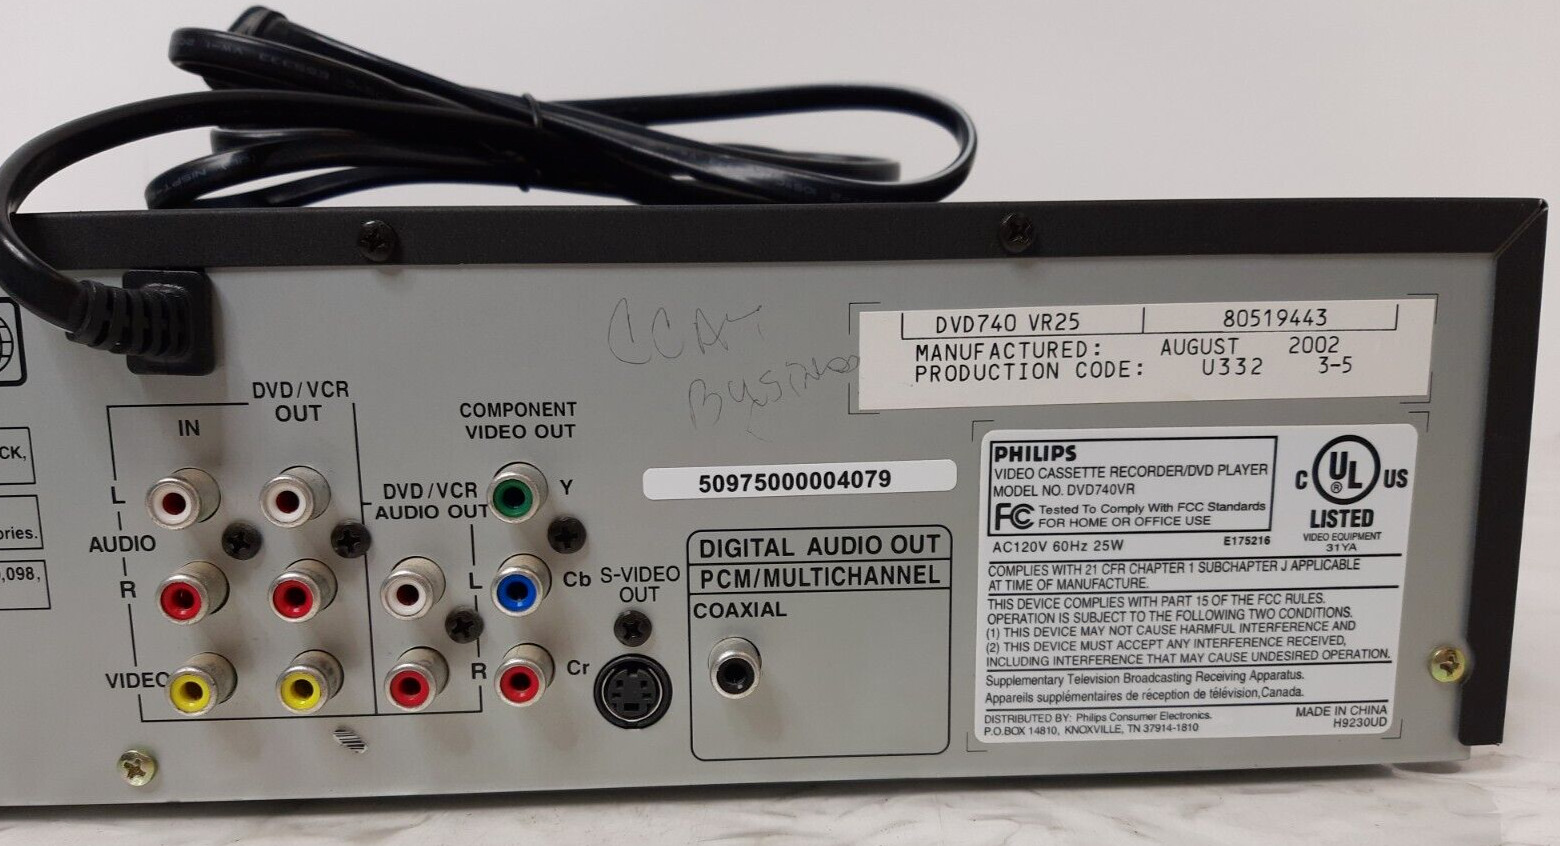 DVD740 VR25 80519443
MANUFACTURED: AUGUST 2002
PRODUCTION CODE: U332 3-5
CCAT
BUSINESS
DVD/VCR
OUT
IN
L
AUDIO
R
VIDEO
DVD/VCR
AUDIO OUT
L
R
COMPONENT
VIDEO OUT
Y
Cb
Cr
S-VIDEO
OUT
50975000004079
DIGITAL AUDIO OUT
PCM/MULTICHANNEL
COAXIAL
PHILIPS
VIDEO CASSETTE RECORDER/DVD PLAYER
MODEL NO. DVD740VR
FC Tested To Comply With FCC Standards
FOR HOME OR OFFICE USE
AC120V 60Hz 25W E175216
C UL ® US
LISTED
VIDEO EQUIPMENT
31YA
COMPLIES WITH 21 CFR CHAPTER 1 SUBCHAPTER J APPLICABLE
AT TIME OF MANUFACTURE.
THIS DEVICE COMPLIES WITH PART 15 OF THE FCC RULES.
OPERATION IS SUBJECT TO THE FOLLOWING TWO CONDITIONS.
(1) THIS DEVICE MAY NOT CAUSE HARMFUL INTERFERENCE AND
(2) THIS DEVICE MUST ACCEPT ANY INTERFERENCE RECEIVED,
INCLUDING INTERFERENCE THAT MAY CAUSE UNDESIRED OPERATION.
Supplementary Television Broadcasting Receiving Apparatus.
Appareils supplémentaires de réception de télévision,Canada.
DISTRIBUTED BY: Philips Consumer Electronics.
P.O.BOX 14810, KNOXVILLE, TN 37914-1810
MADE IN CHINA
H9230UD
CK,
ories.
,098,